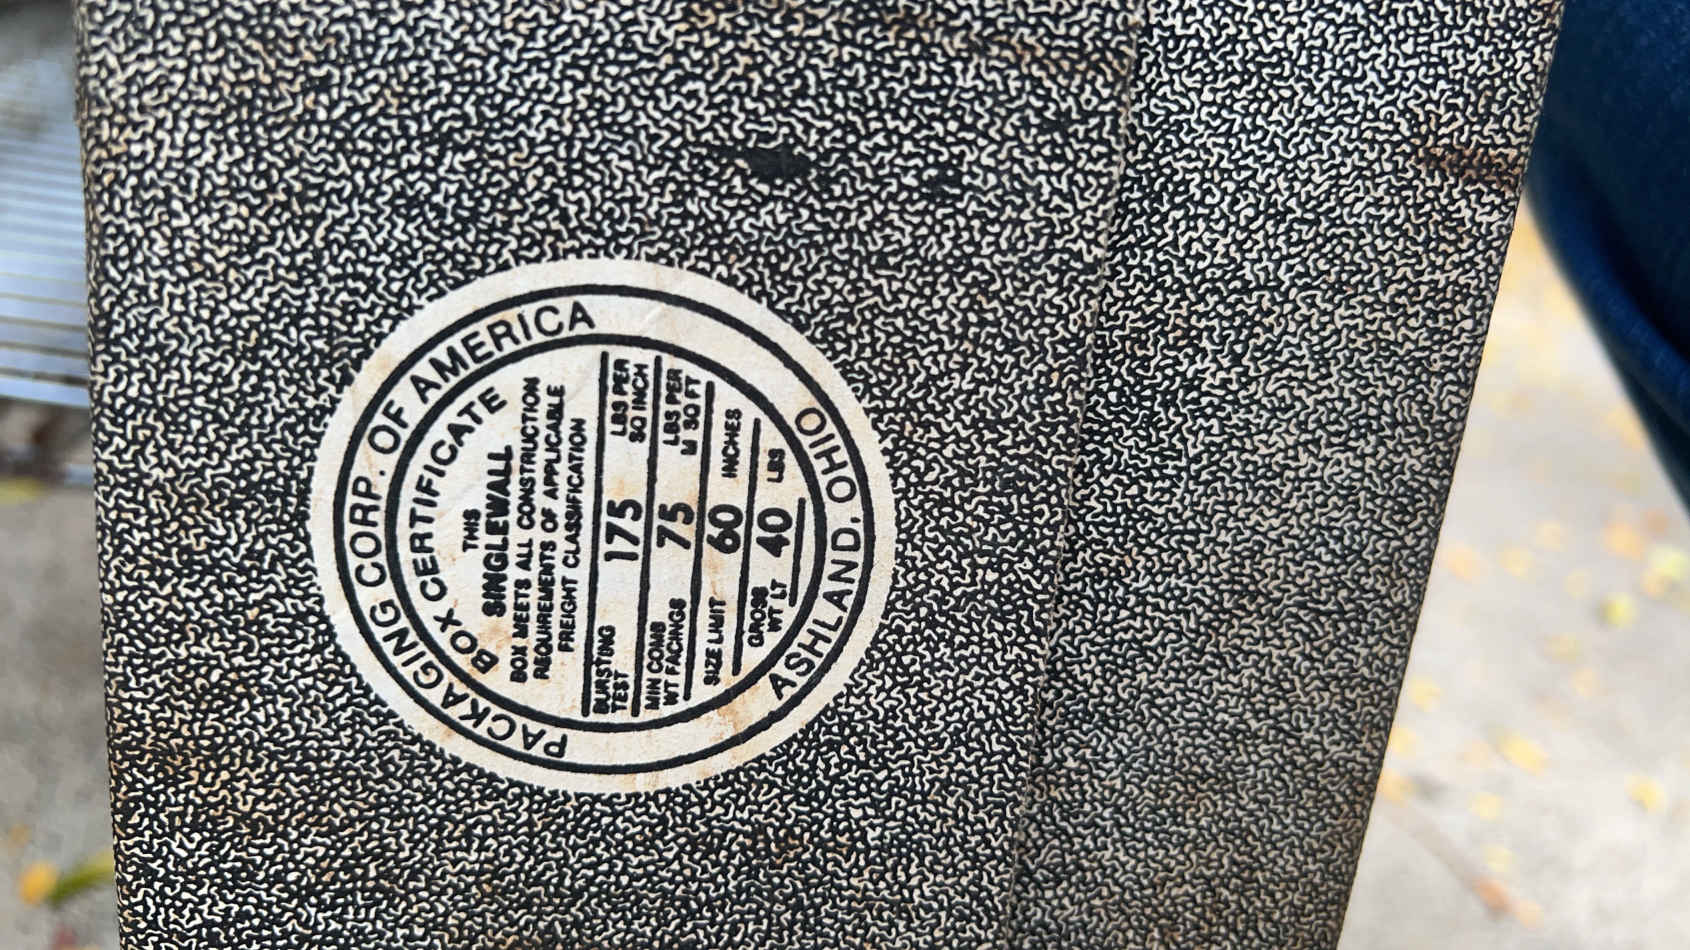 PACKAGING CORP. OF AMERICA
BOX CERTIFICATE
THIS
SINGLEWALL
BOX MEETS ALL CONSTRUCTION
REQUIREMENTS OF APPLICABLE
FREIGHT CLASSIFICATION
BURSTING TEST 175 LBS PER SQ INCH
MIN COMB WT FACINGS 75 LBS PER M SQ FT
SIZE LIMIT 60 INCHES
GROSS WT LT 40 LBS
ASHLAND, OHIO